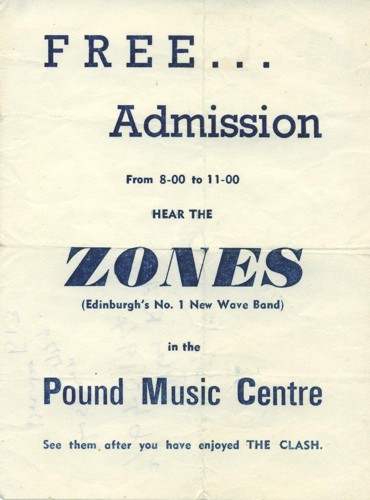 FREE...
Admission
From 8-00 to 11-00
HEAR THE
ZONES
(Edinburgh's No. 1 New Wave Band)
in the
Pound Music Centre
See them after you have enjoyed THE CLASH.